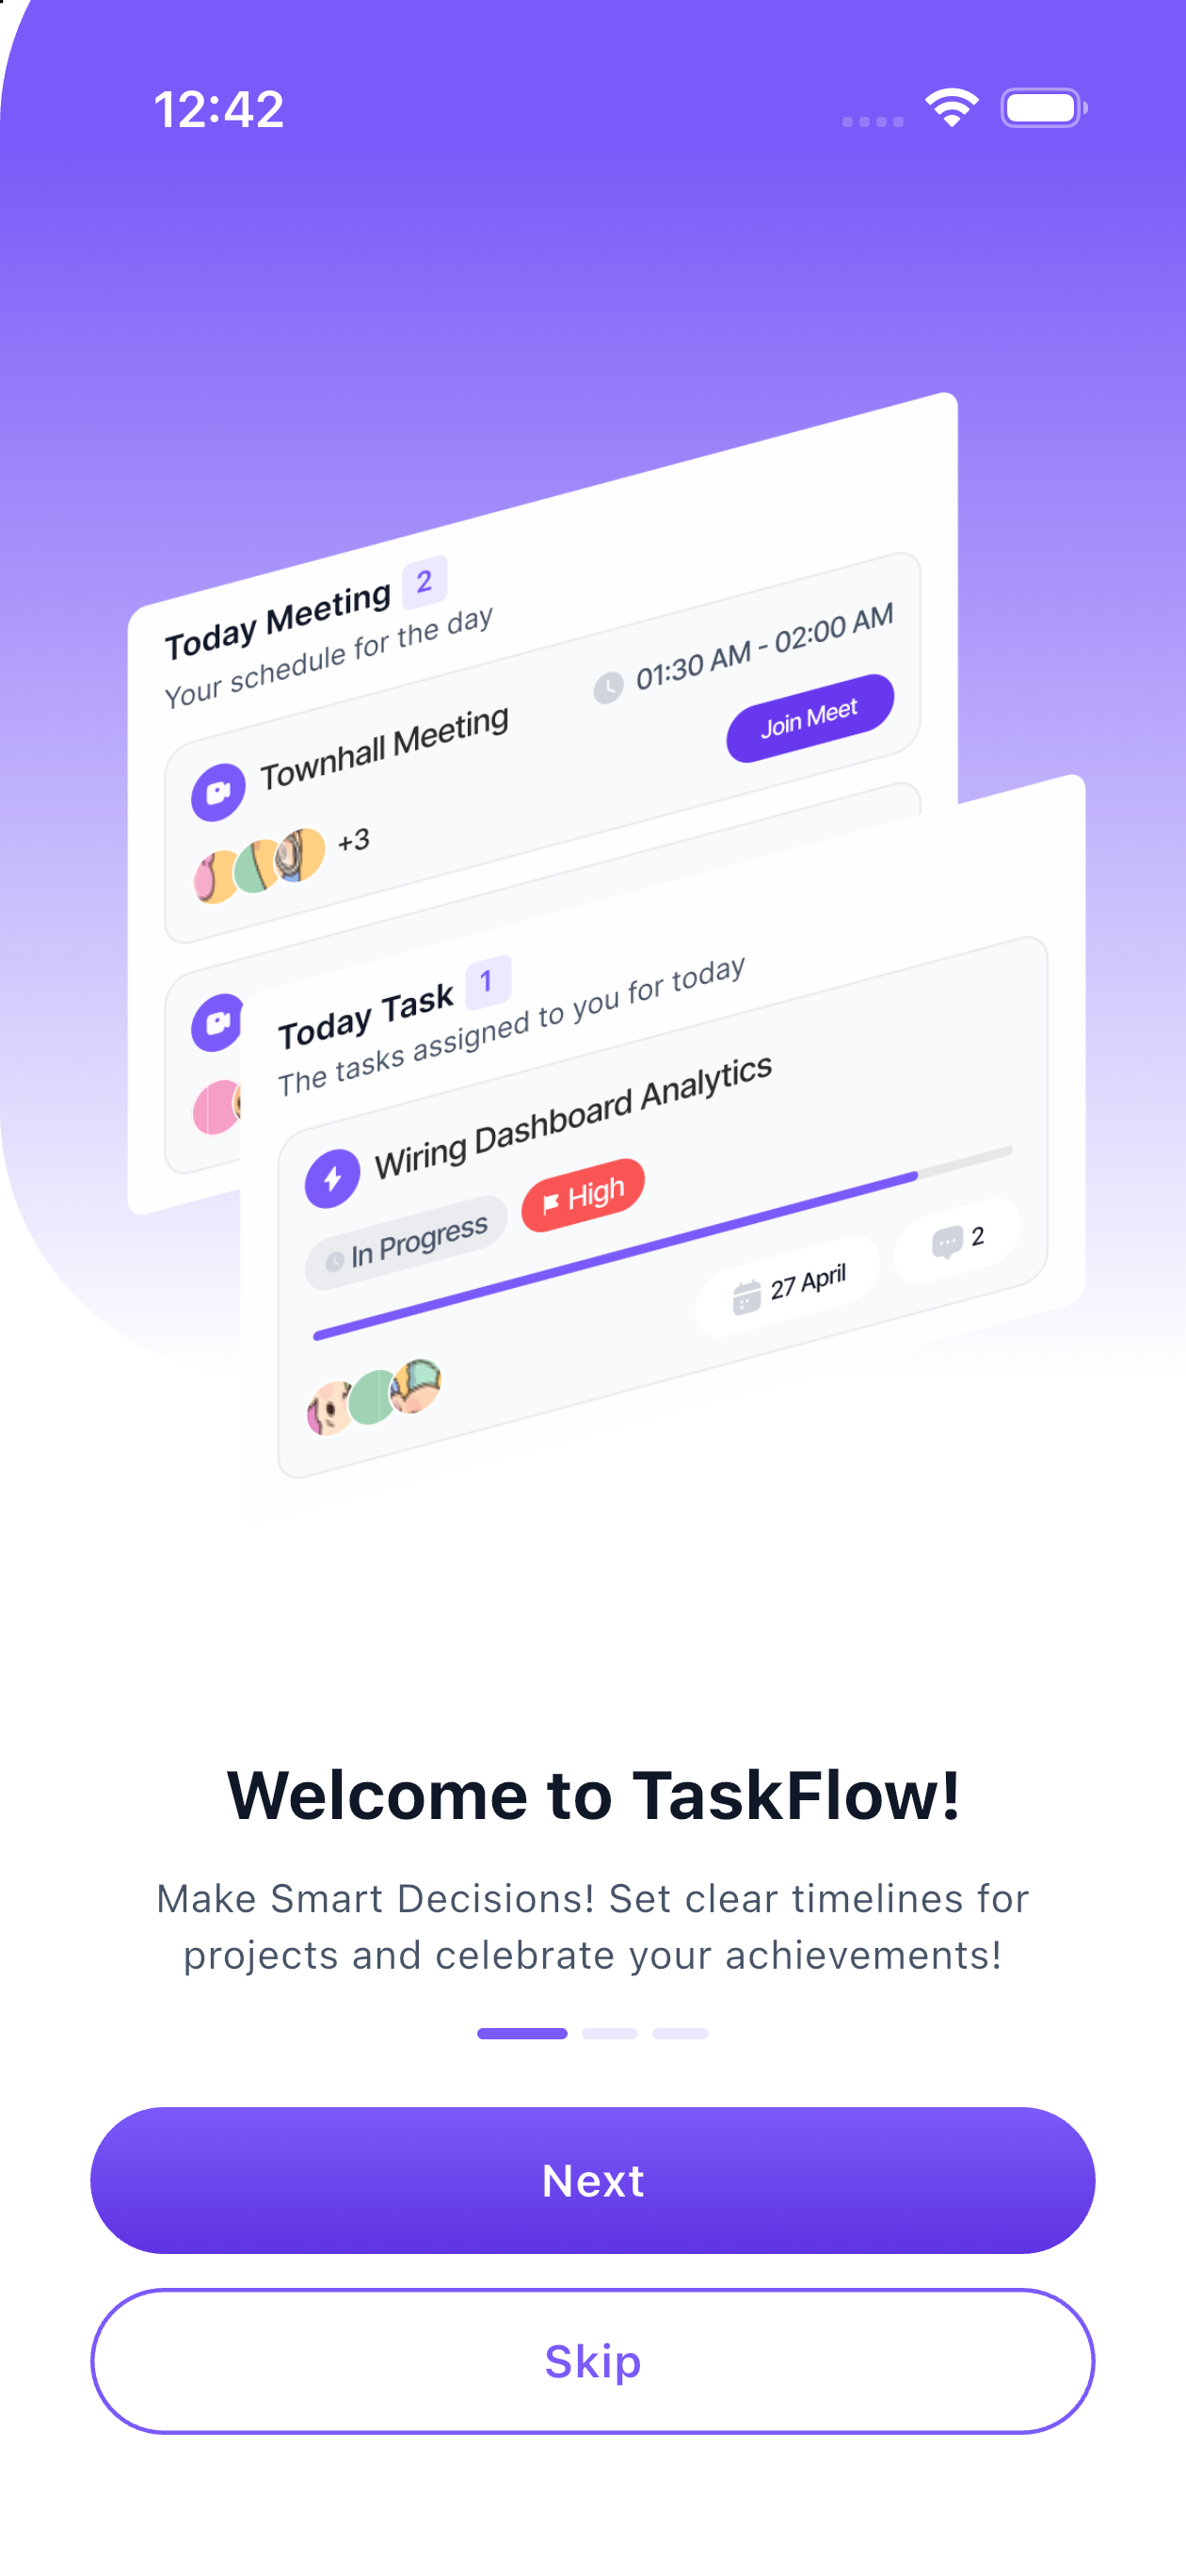 12:42
Today Meeting 2
Your schedule for the day
Townhall Meeting
01:30 AM - 02:00 AM
Join Meet
+3
Today Task 1
The tasks assigned to you for today
Wiring Dashboard Analytics
In Progress
High
27 April
2
Welcome to TaskFlow!
Make Smart Decisions! Set clear timelines for
projects and celebrate your achievements!
Next
Skip